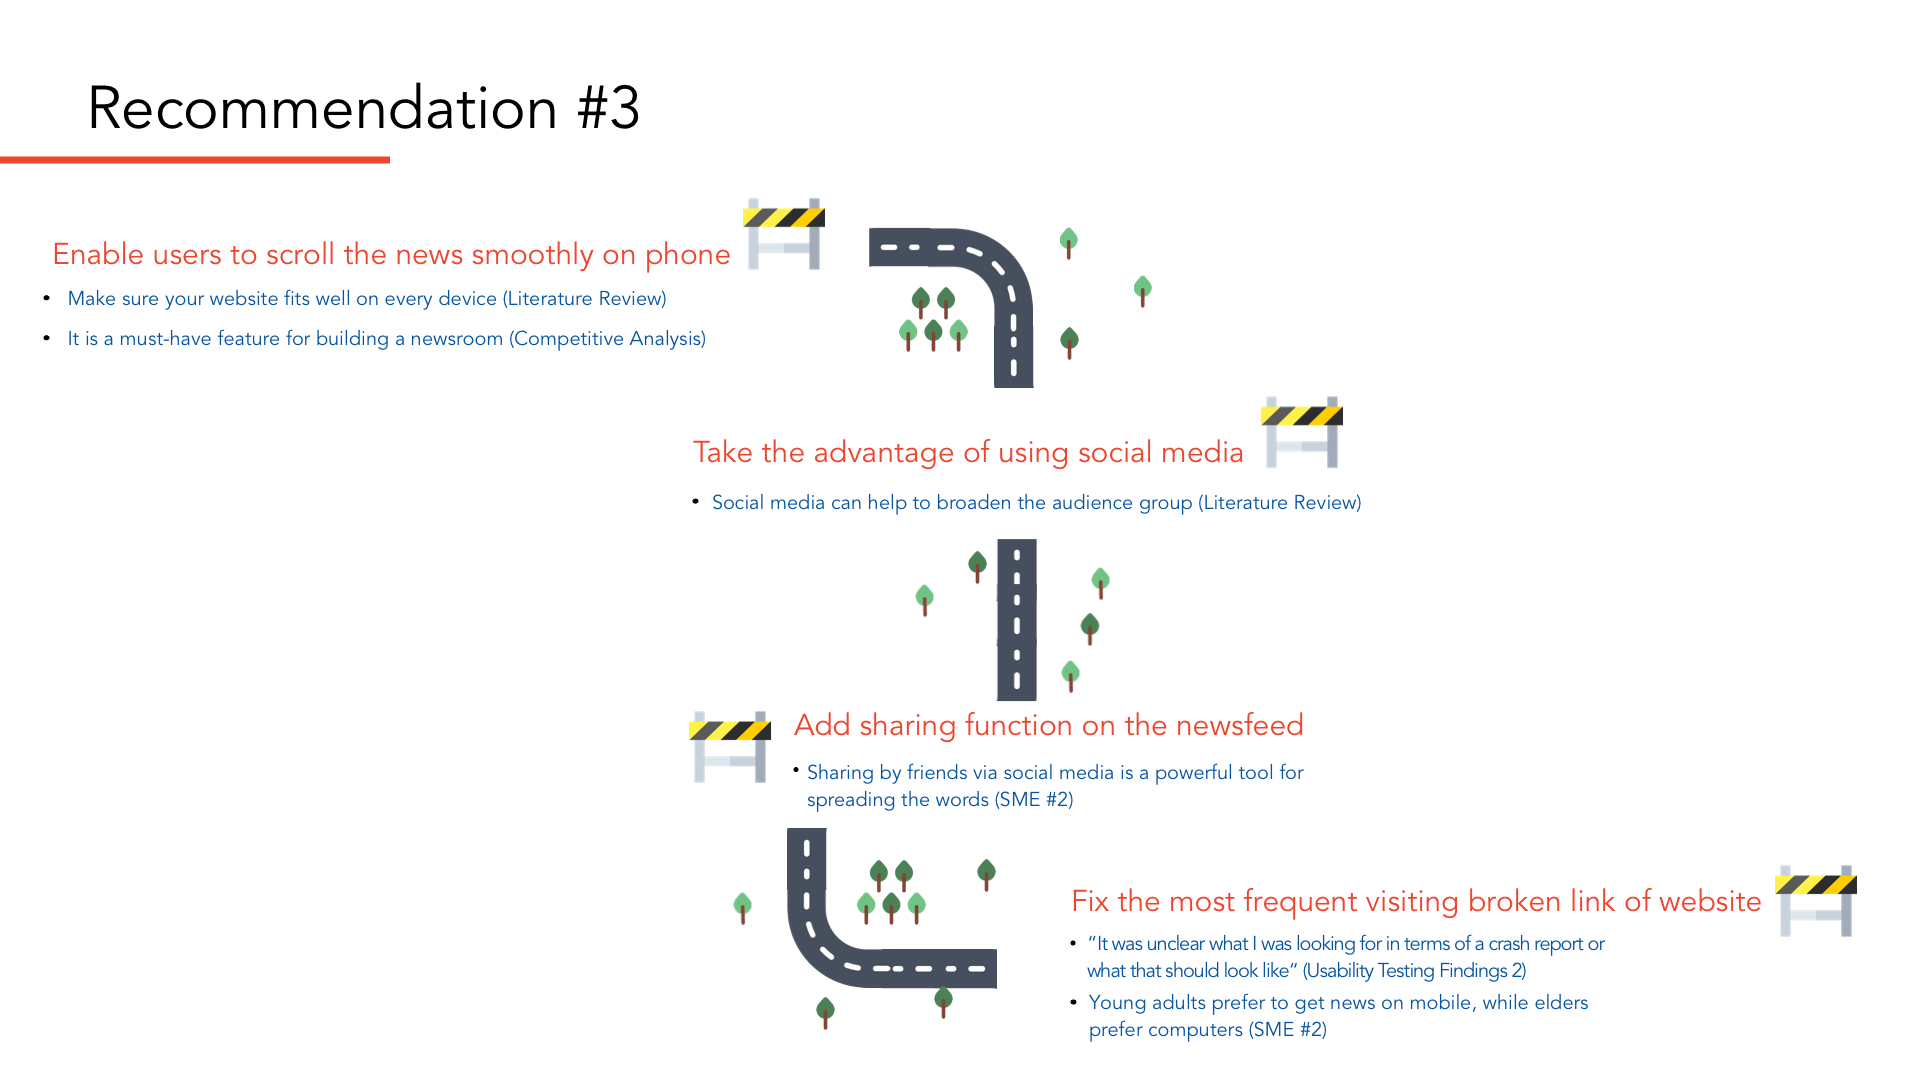 Recommendation #3
Enable users to scroll the news smoothly on phone
• Make sure your website fits well on every device (Literature Review)
• It is a must-have feature for building a newsroom (Competitive Analysis)
Take the advantage of using social media
• Social media can help to broaden the audience group (Literature Review)
Add sharing function on the newsfeed
• Sharing by friends via social media is a powerful tool for
spreading the words (SME #2)
Fix the most frequent visiting broken link of website
• “It was unclear what I was looking for in terms of a crash report or
what that should look like“ (Usability Testing Findings 2)
• Young adults prefer to get news on mobile, while elders
prefer computers (SME #2)